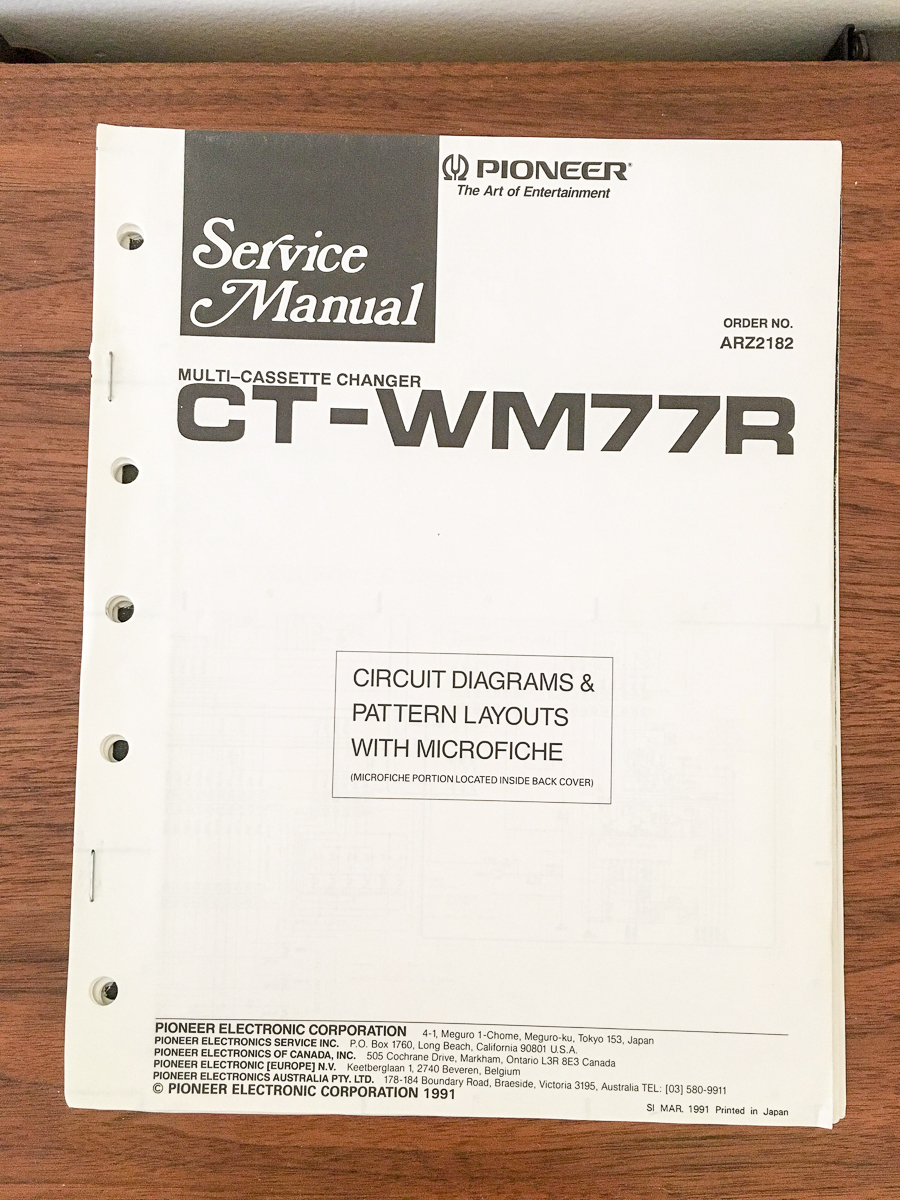 Service
Manual
PIONEER®
The Art of Entertainment
ORDER NO.
ARZ2182
MULTI–CASSETTE CHANGER
CT-WM77R
CIRCUIT DIAGRAMS &
PATTERN LAYOUTS
WITH MICROFICHE
(MICROFICHE PORTION LOCATED INSIDE BACK COVER)
PIONEER ELECTRONIC CORPORATION 4-1, Meguro 1-Chome, Meguro-ku, Tokyo 153, Japan
PIONEER ELECTRONICS SERVICE INC. P.O. Box 1760, Long Beach, California 90801 U.S.A.
PIONEER ELECTRONICS OF CANADA, INC. 505 Cochrane Drive, Markham, Ontario L3R 8E3 Canada
PIONEER ELECTRONIC [EUROPE] N.V. Keetberglaan 1, 2740 Beveren, Belgium
PIONEER ELECTRONICS AUSTRALIA PTY. LTD. 178-184 Boundary Road, Braeside, Victoria 3195, Australia TEL: [03] 580-9911
© PIONEER ELECTRONIC CORPORATION 1991
SI MAR. 1991 Printed in Japan